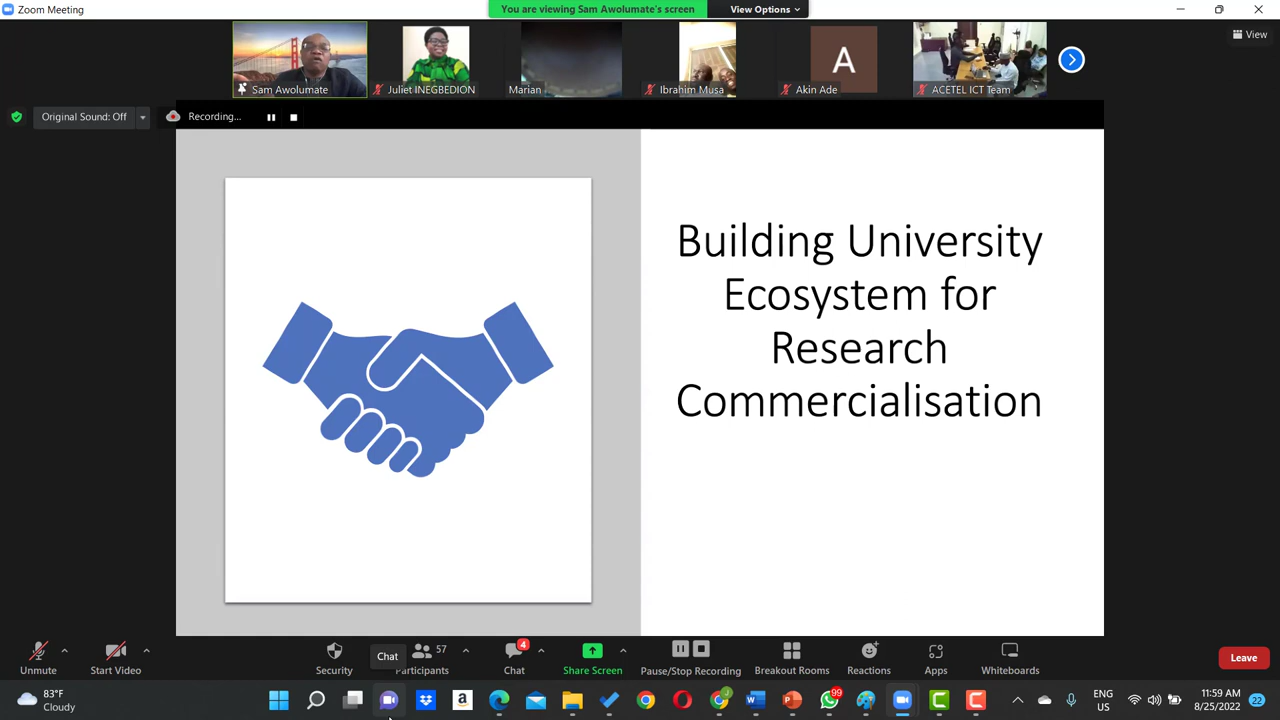 Zoom Meeting
You are viewing Sam Awolumate's screen
View Options
View
Sam Awolumate
Juliet INEGBEDION
Marian
Ibrahim Musa
A
Akin Ade
ACETEL ICT Team
Original Sound: Off
Recording...
Building University
Ecosystem for
Research
Commercialisation
Unmute
Start Video
Security
Chat
57
Participants
4
Chat
Share Screen
Pause/Stop Recording
Breakout Rooms
Reactions
Apps
Whiteboards
Leave
83°F
Cloudy
99
ENG
US
11:59 AM
8/25/2022
22